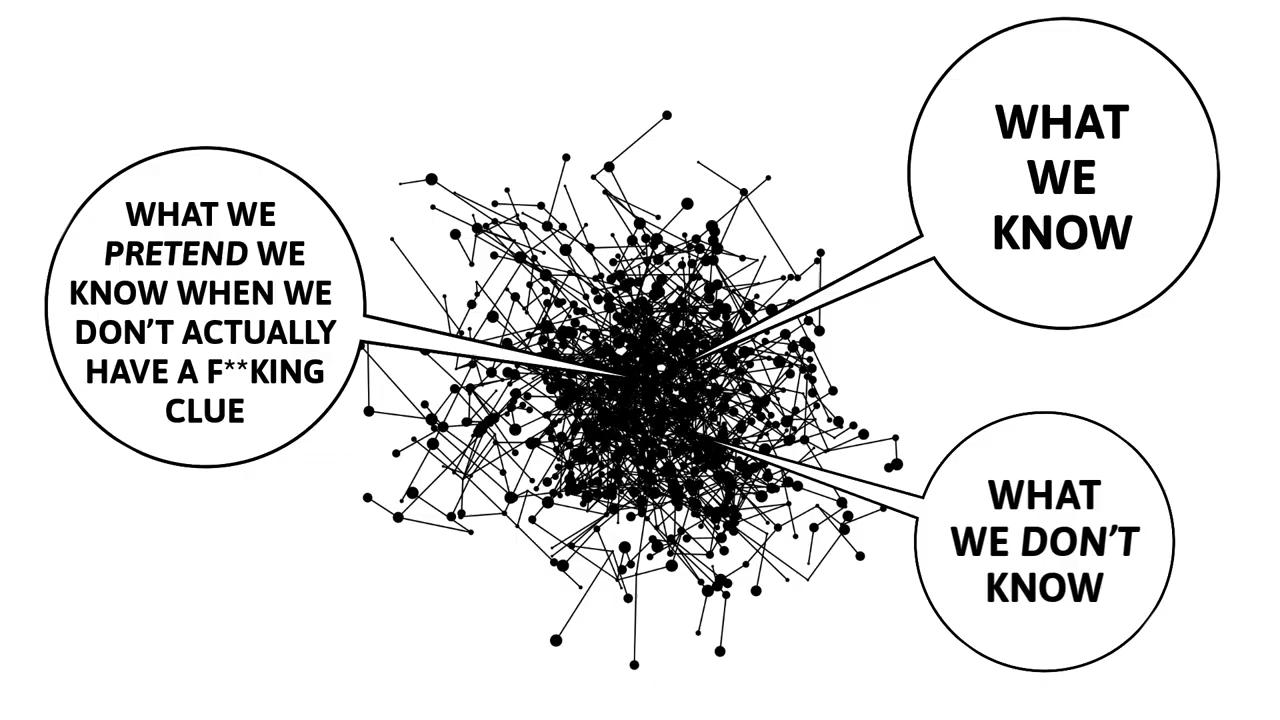 WHAT WE
PRETEND WE
KNOW WHEN WE
DON’T ACTUALLY
HAVE A F**KING
CLUE
WHAT
WE
KNOW
WHAT
WE DON’T
KNOW